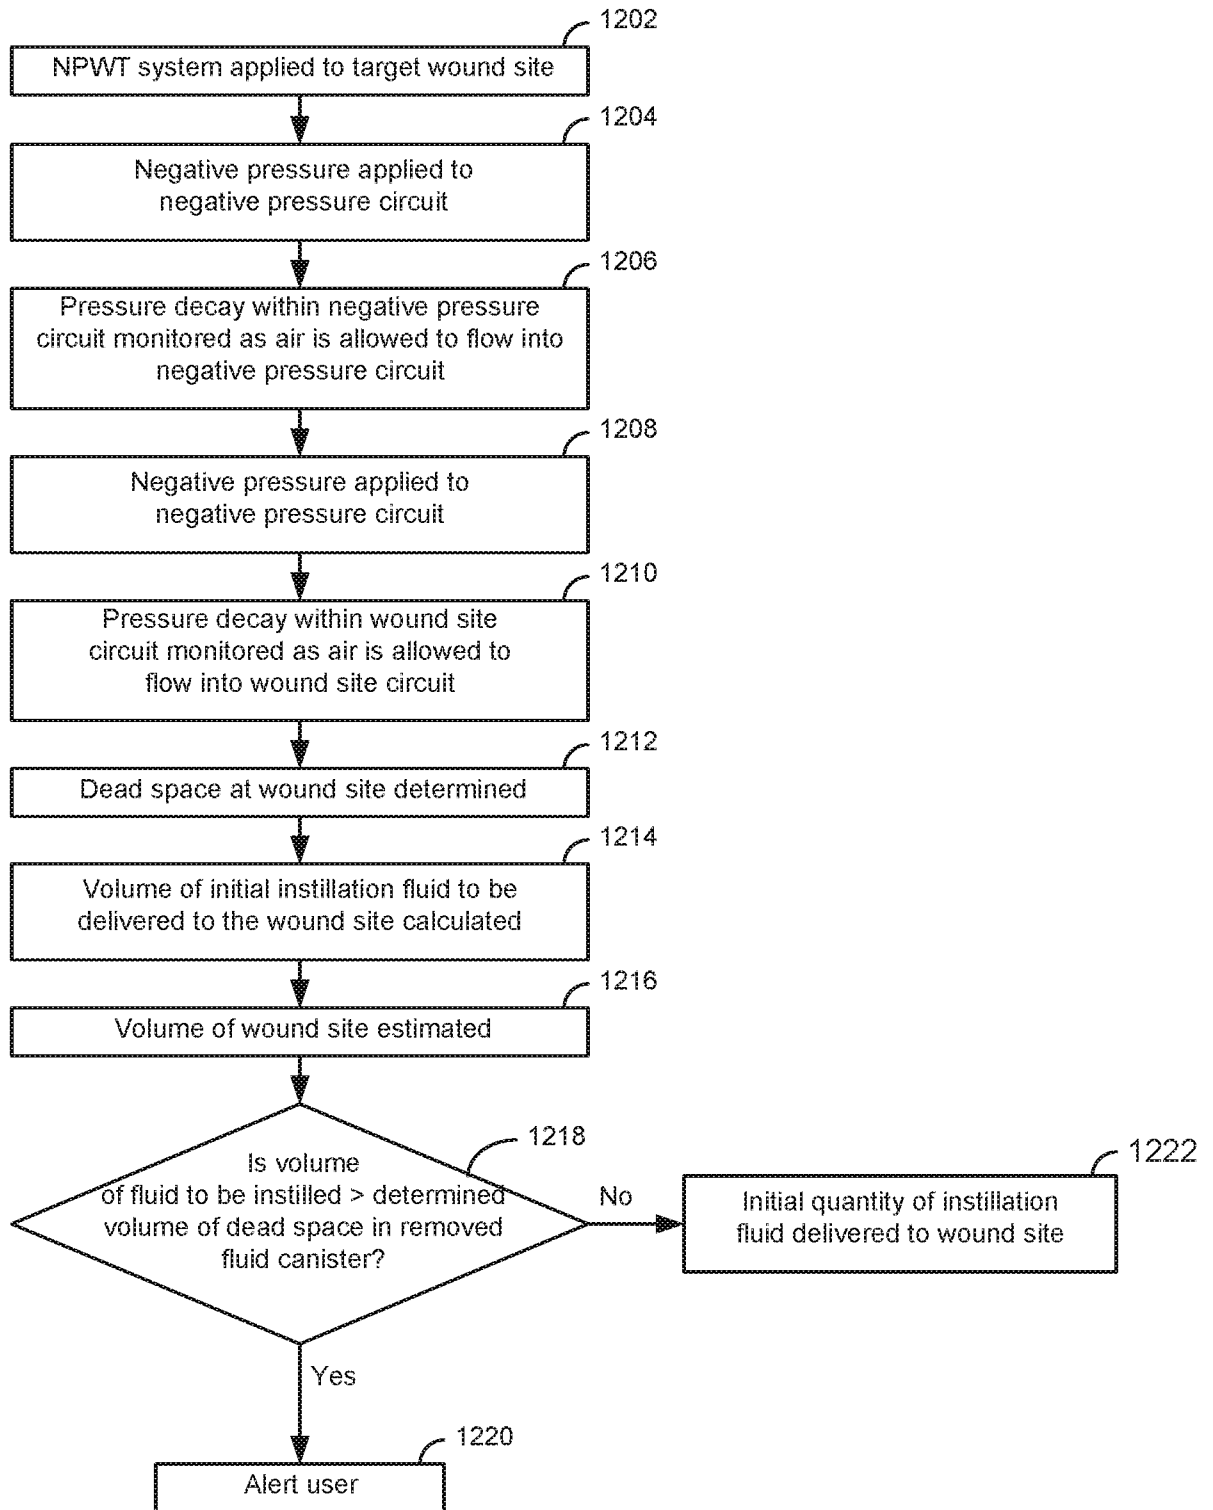 1202
NPWT system applied to target wound site
1204
Negative pressure applied to
negative pressure circuit
1206
Pressure decay within negative pressure
circuit monitored as air is allowed to flow into
negative pressure circuit
1208
Negative pressure applied to
negative pressure circuit
1210
Pressure decay within wound site
circuit monitored as air is allowed to
flow into wound site circuit
1212
Dead space at wound site determined
1214
Volume of initial instillation fluid to be
delivered to the wound site calculated
1216
Volume of wound site estimated
1218
Is volume
of fluid to be instilled > determined
volume of dead space in removed
fluid canister?
No
1222
Initial quantity of instillation
fluid delivered to wound site
Yes
1220
Alert user